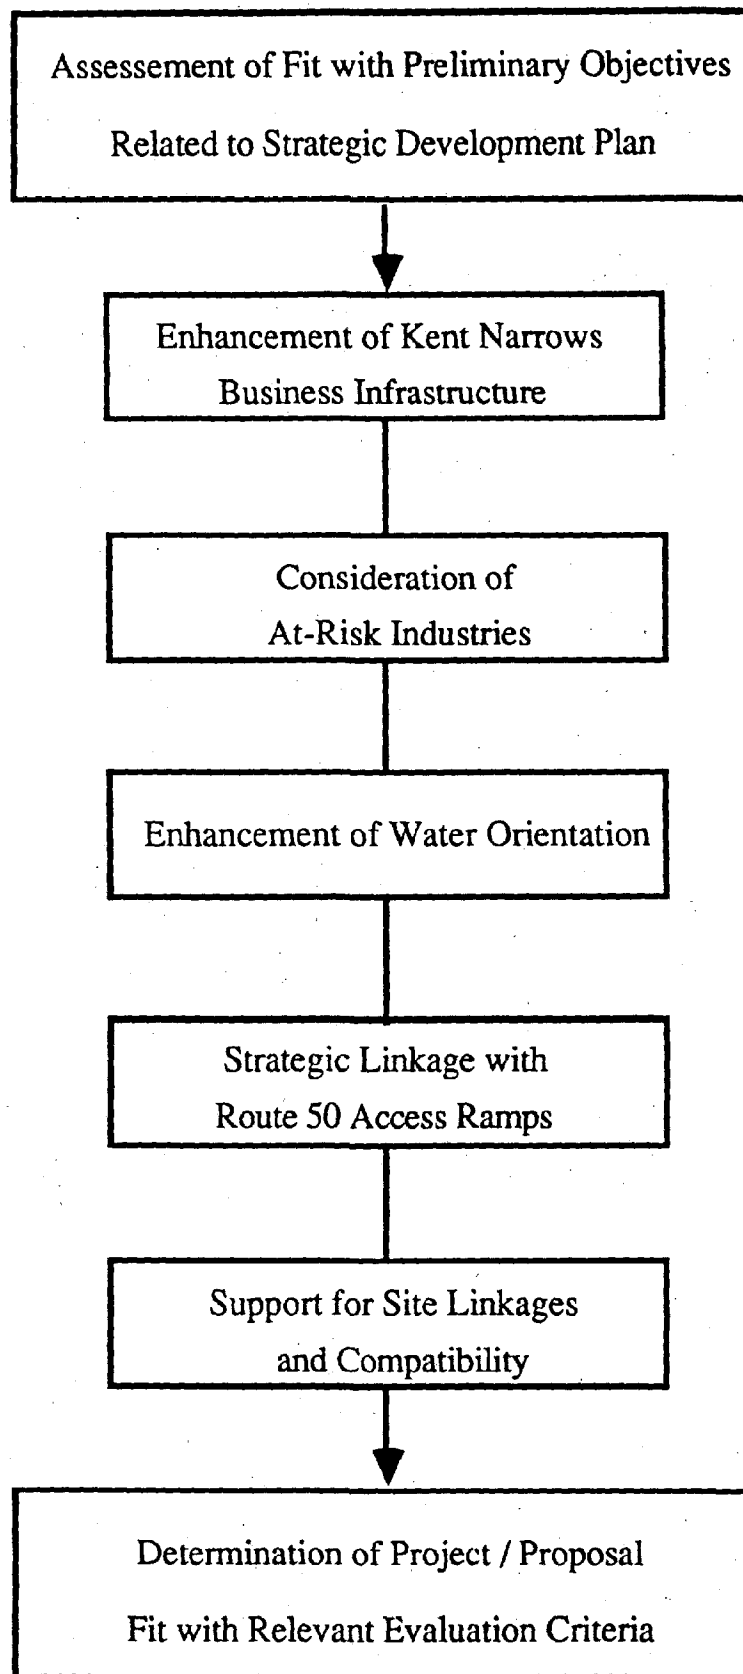 Assessement of Fit with Preliminary Objectives
Related to Strategic Development Plan
Enhancement of Kent Narrows
Business Infrastructure
Consideration of
At-Risk Industries
Enhancement of Water Orientation
Strategic Linkage with
Route 50 Access Ramps
Support for Site Linkages
and Compatibility
Determination of Project / Proposal
Fit with Relevant Evaluation Criteria